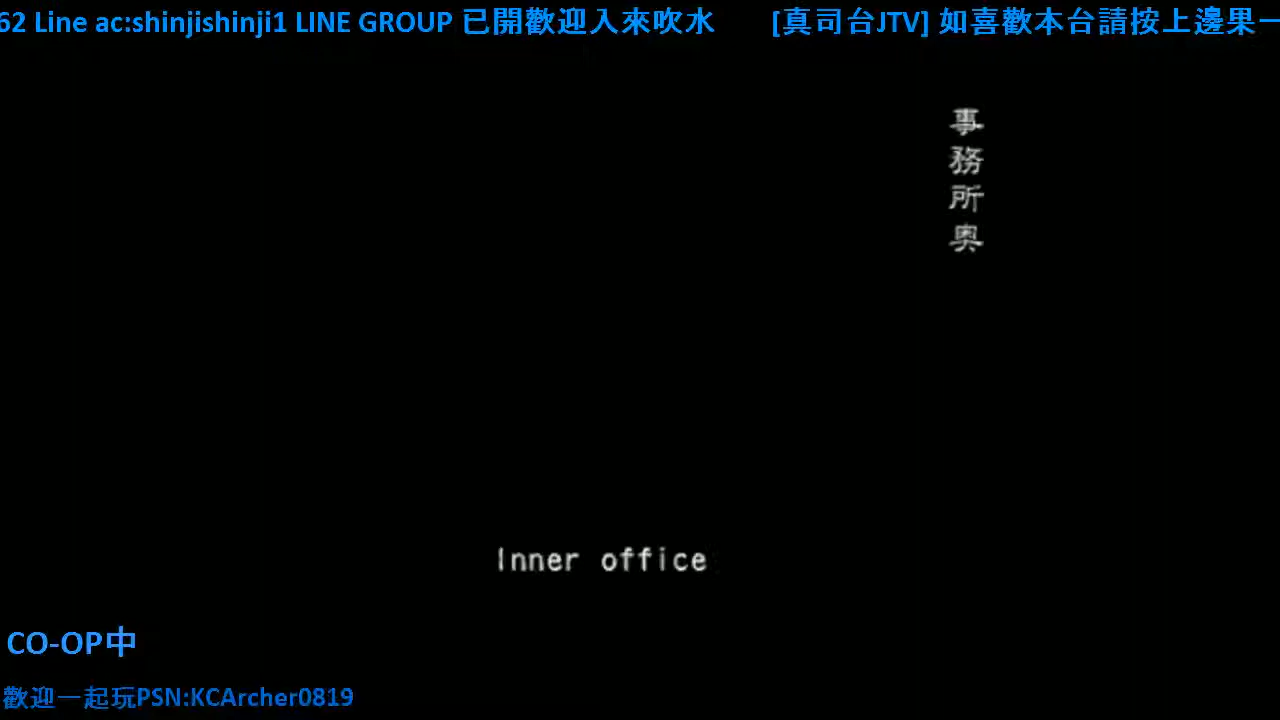 62 Line ac:shinjishinji1 LINE GROUP 已開歡迎入來吹水 [真司台JTV] 如喜歡本台請按上邊果一
事務所奥
Inner office
CO-OP中
歡迎一起玩PSN:KCArcher0819